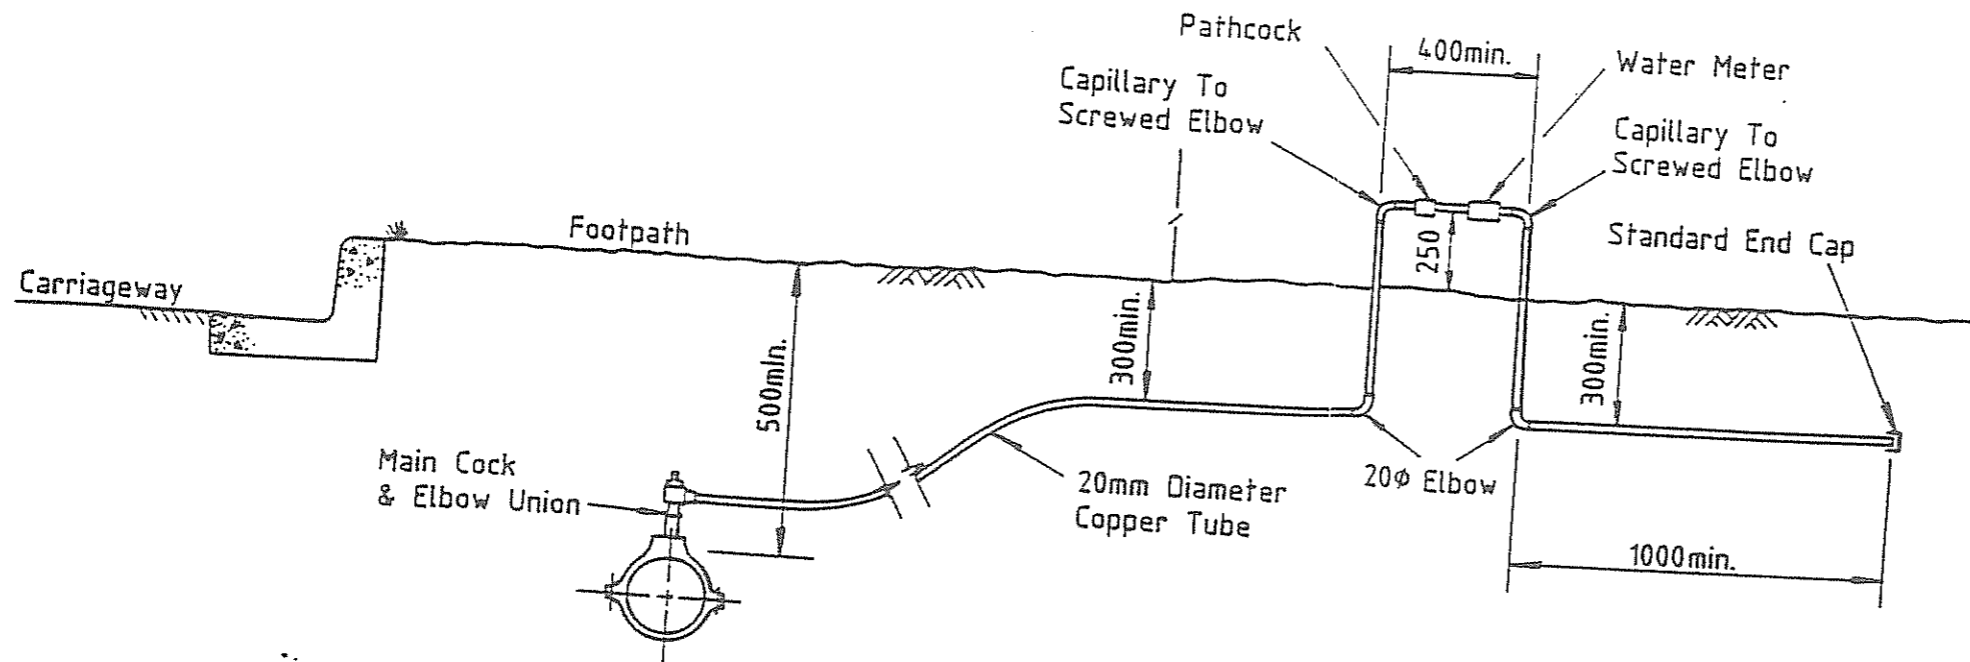 Pathcock
400min.
Water Meter
Capillary To
Screwed Elbow
Capillary To
Screwed Elbow
Footpath
250
Standard End Cap
Carriageway
500min.
300min.
300min.
Main Cock
& Elbow Union
20mm Diameter
Copper Tube
20φ Elbow
1000min.